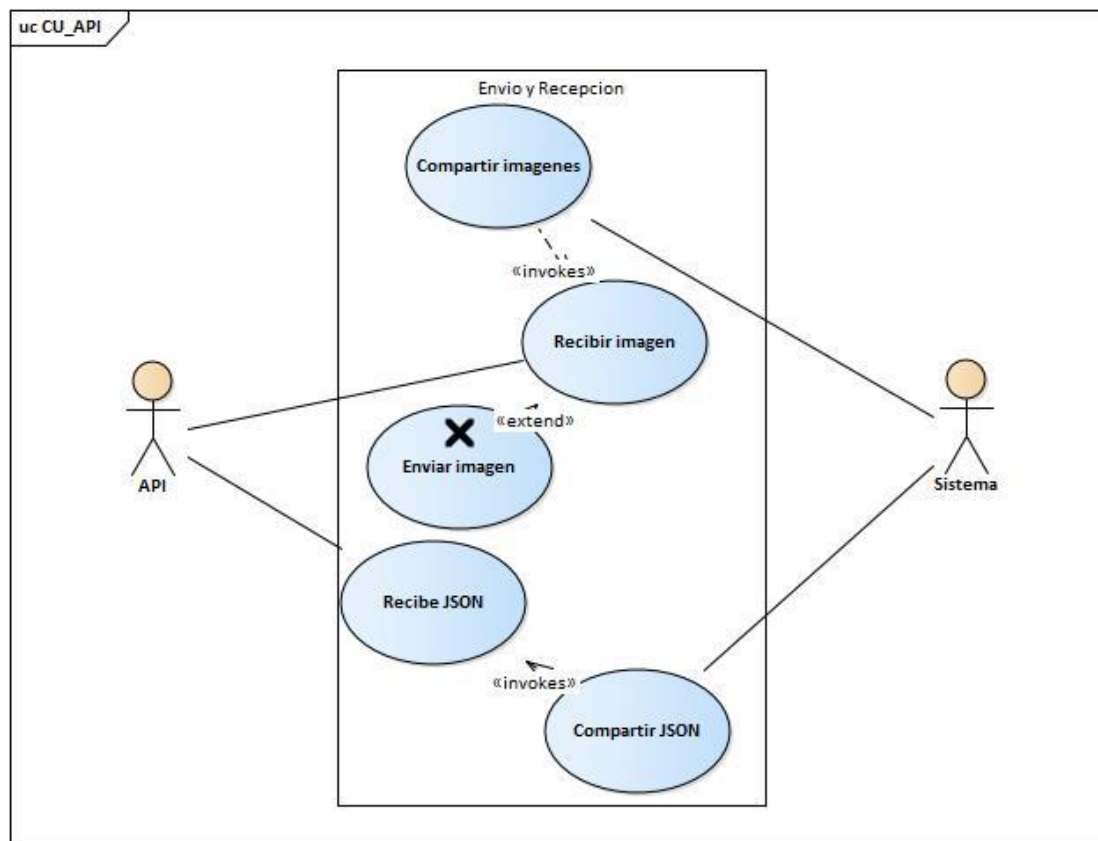 uc CU_API
Envio y Recepcion
Compartir imagenes
«invokes»
Recibir imagen
«extend»
Enviar imagen
API
Sistema
Recibe JSON
«invokes»
Compartir JSON